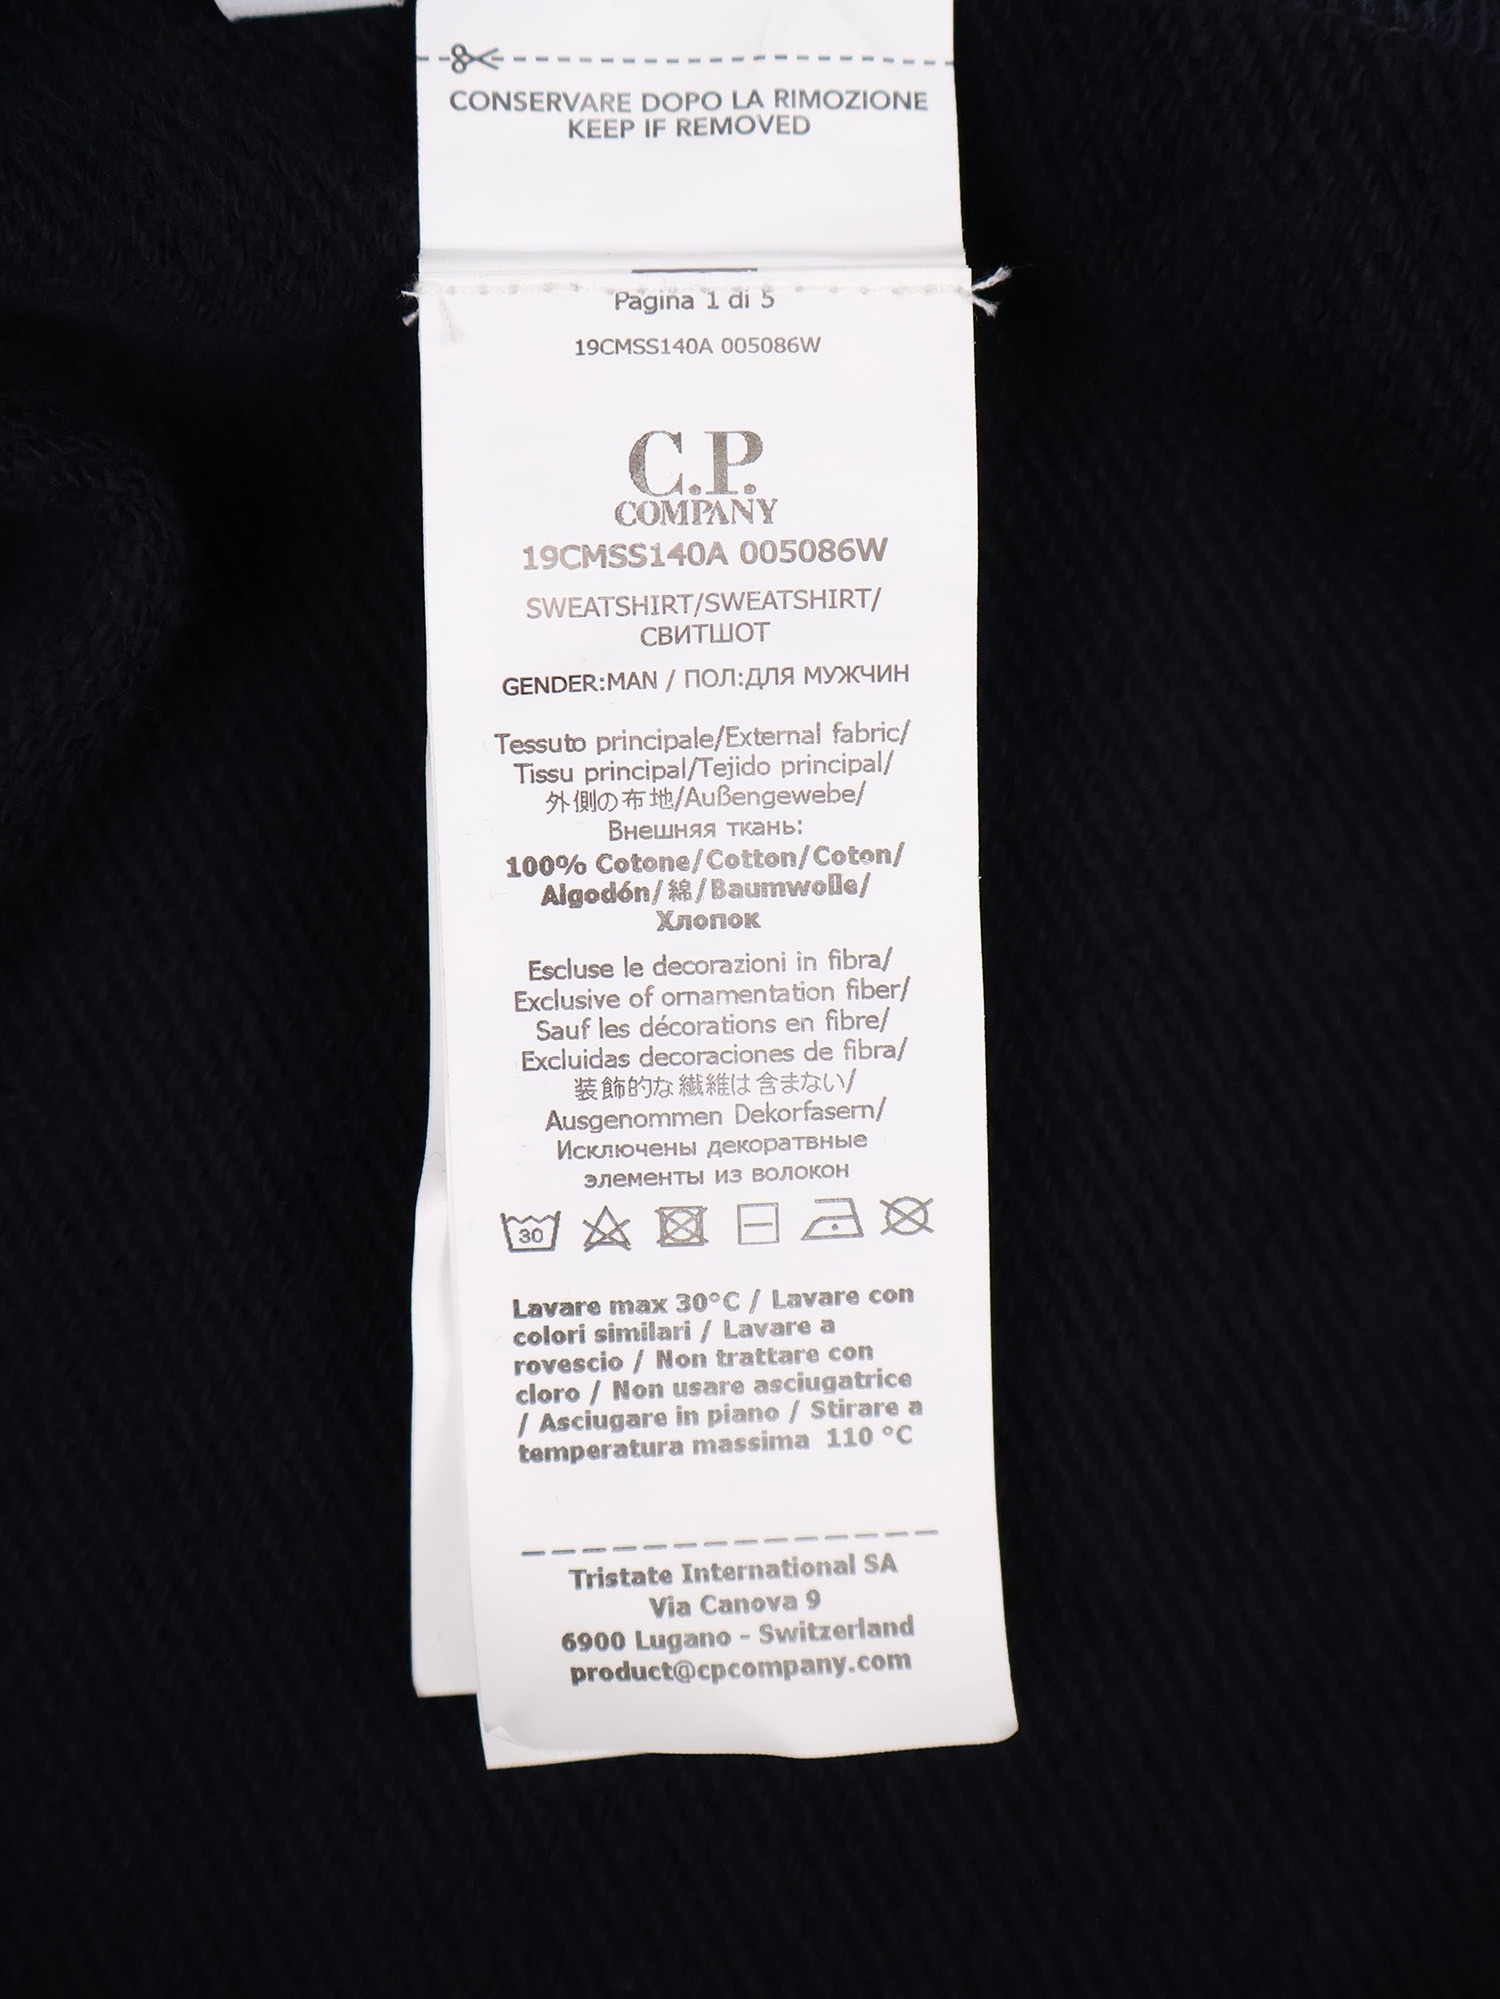 CONSERVARE DOPO LA RIMOZIONE
KEEP IF REMOVED
Pagina 1 di 5
19CMSS140A 005086W
C.P.
COMPANY
19CMSS140A 005086W
SWEATSHIRT/SWEATSHIRT/
СВИТШОТ
GENDER:MAN / ПОЛ:ДЛЯ МУЖЧИН
Tessuto principale/External fabric/
Tissu principal/Tejido principal/
外側の布地/Außengewebe/
Внешняя ткань:
100% Cotone/Cotton/Coton/
Algodón/綿/Baumwolle/
Хлопок
Escluse le decorazioni in fibra/
Exclusive of ornamentation fiber/
Sauf les décorations en fibre/
Excluidas decoraciones de fibra/
装飾的な繊維は含まない/
Ausgenommen Dekorfasern/
Исключены декоратвные
элементы из волокон
30
Lavare max 30°C / Lavare con
colori similari / Lavare a
rovescio / Non trattare con
cloro / Non usare asciugatrice
/ Asciugare in piano / Stirare a
temperatura massima 110 °C
Tristate International SA
Via Canova 9
6900 Lugano - Switzerland
product@cpcompany.com